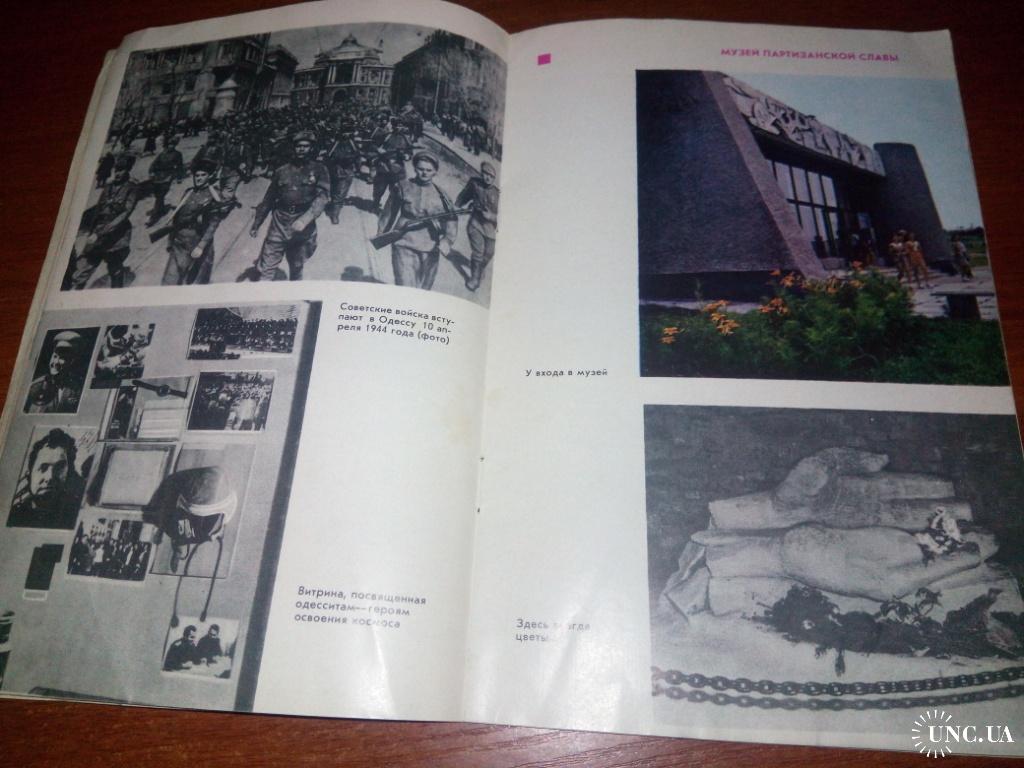 Советские войска всту-
пают в Одессу 10 ап-
реля 1944 года (фото)
Витрина, посвященная
одесситам—героям
освоения космоса
МУЗЕЙ ПАРТИЗАНСКОЙ СЛАВЫ
У входа в музей
Здесь
цветы
UNC.UA